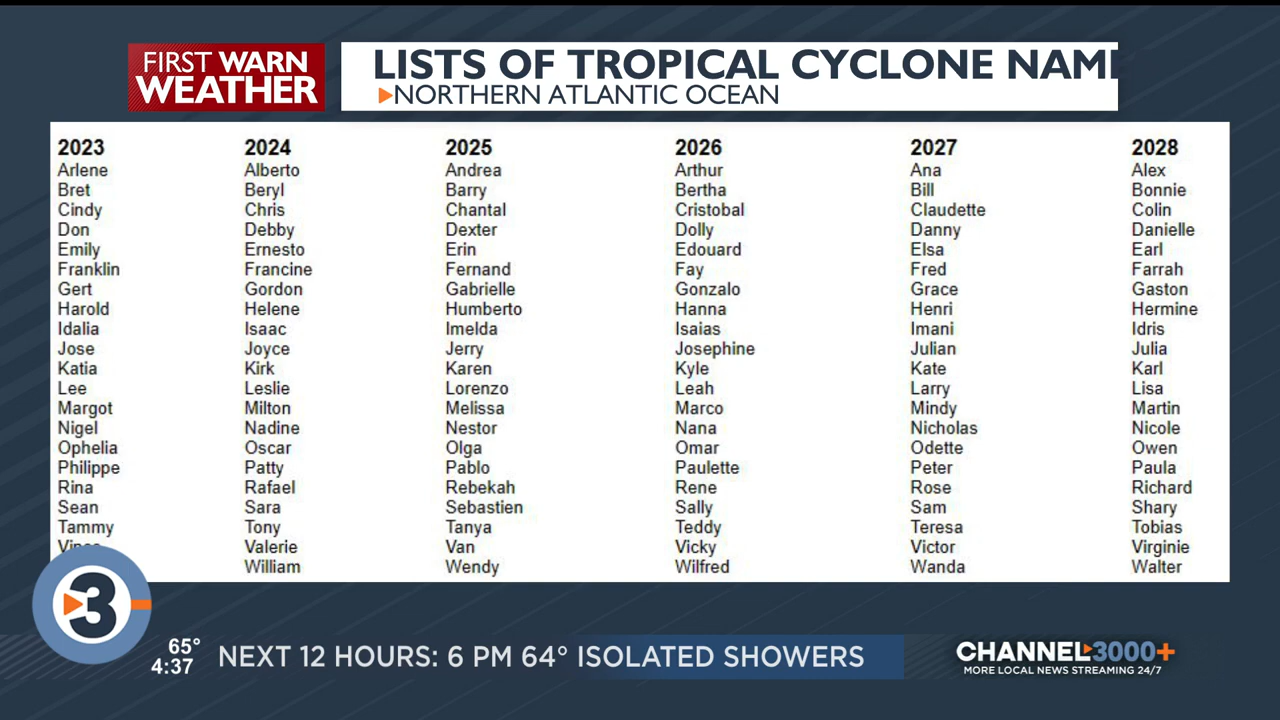 FIRST WARN
WEATHER
LISTS OF TROPICAL CYCLONE NAM
NORTHERN ATLANTIC OCEAN
2023 2024 2025 2026 2027 2028
Arlene Alberto Andrea Arthur Ana Alex
Bret Beryl Barry Bertha Bill Bonnie
Cindy Chris Chantal Cristobal Claudette Colin
Don Debby Dexter Dolly Danny Danielle
Emily Ernesto Erin Edouard Elsa Earl
Franklin Francine Fernand Fay Fred Farrah
Gert Gordon Gabrielle Gonzalo Grace Gaston
Harold Helene Humberto Hanna Henri Hermine
Idalia Isaac Imelda Isaias Imani Idris
Jose Joyce Jerry Josephine Julian Julia
Katia Kirk Karen Kyle Kate Karl
Lee Leslie Lorenzo Leah Larry Lisa
Margot Milton Melissa Marco Mindy Martin
Nigel Nadine Nestor Nana Nicholas Nicole
Ophelia Oscar Olga Omar Odette Owen
Philippe Patty Pablo Paulette Peter Paula
Rina Rafael Rebekah Rene Rose Richard
Sean Sara Sebastien Sally Sam Shary
Tammy Tony Tanya Teddy Teresa Tobias
Valerie Van Vicky Victor Virginie
William Wendy Wilfred Wanda Walter
3
65°
4:37
NEXT 12 HOURS: 6 PM 64° ISOLATED SHOWERS
CHANNEL3000+
MORE LOCAL NEWS STREAMING 24/7